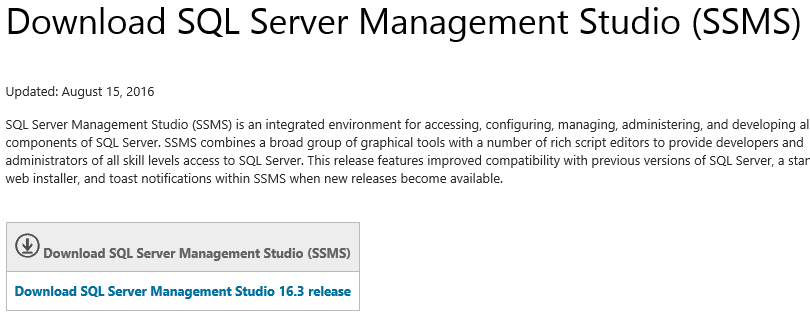 Download SQL Server Management Studio (SSMS)
Updated: August 15, 2016
SQL Server Management Studio (SSMS) is an integrated environment for accessing, configuring, managing, administering, and developing al
components of SQL Server. SSMS combines a broad group of graphical tools with a number of rich script editors to provide developers and
administrators of all skill levels access to SQL Server. This release features improved compatibility with previous versions of SQL Server, a star
web installer, and toast notifications within SSMS when new releases become available.
Download SQL Server Management Studio (SSMS)
Download SQL Server Management Studio 16.3 release